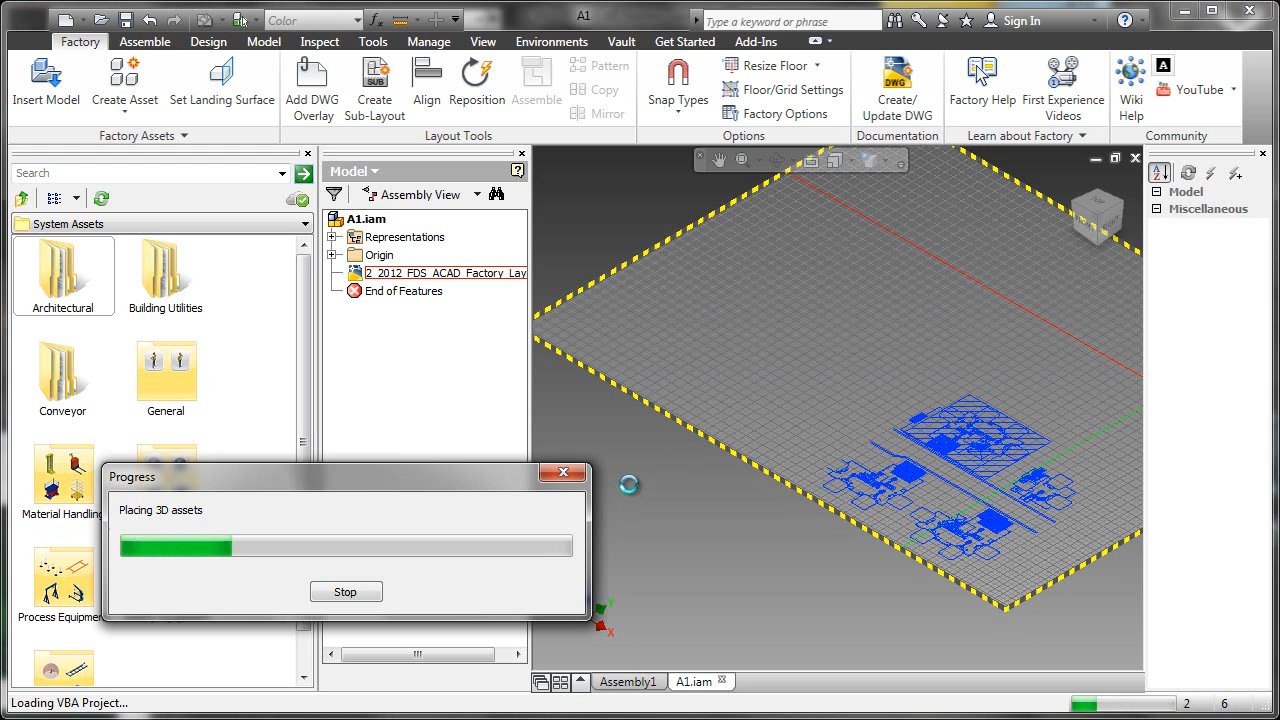 Color
A1
Type a keyword or phrase
Sign In
Factory Assemble Design Model Inspect Tools Manage View Environments Vault Get Started Add-Ins
Model
Create Asset
Set Landing Surface
Add DWG Overlay
Create Sub-Layout
Align
Assemble
Pattern
Copy
Mirror
Snap Types
Resize Floor
Floor/Grid Settings
Factory Options
Create/ Update DWG
Factory Help
First Experience Videos
Wiki Help
A
YouTube
Factory Assets
Layout Tools
Options
Documentation
Learn about Factory
Community
Search
System Assets
Architectural
Building Utilities
Conveyor
General
Material Handling
Process Equipmen
Model
Assembly View
A1.iam
Representations
Origin
2_2012_FDS_ACAD_Factory_Lay
End of Features
Model
Miscellaneous
Progress
Placing 3D assets
Stop
Y
X
Assembly1
A1.iam
Loading VBA Project...
2
6